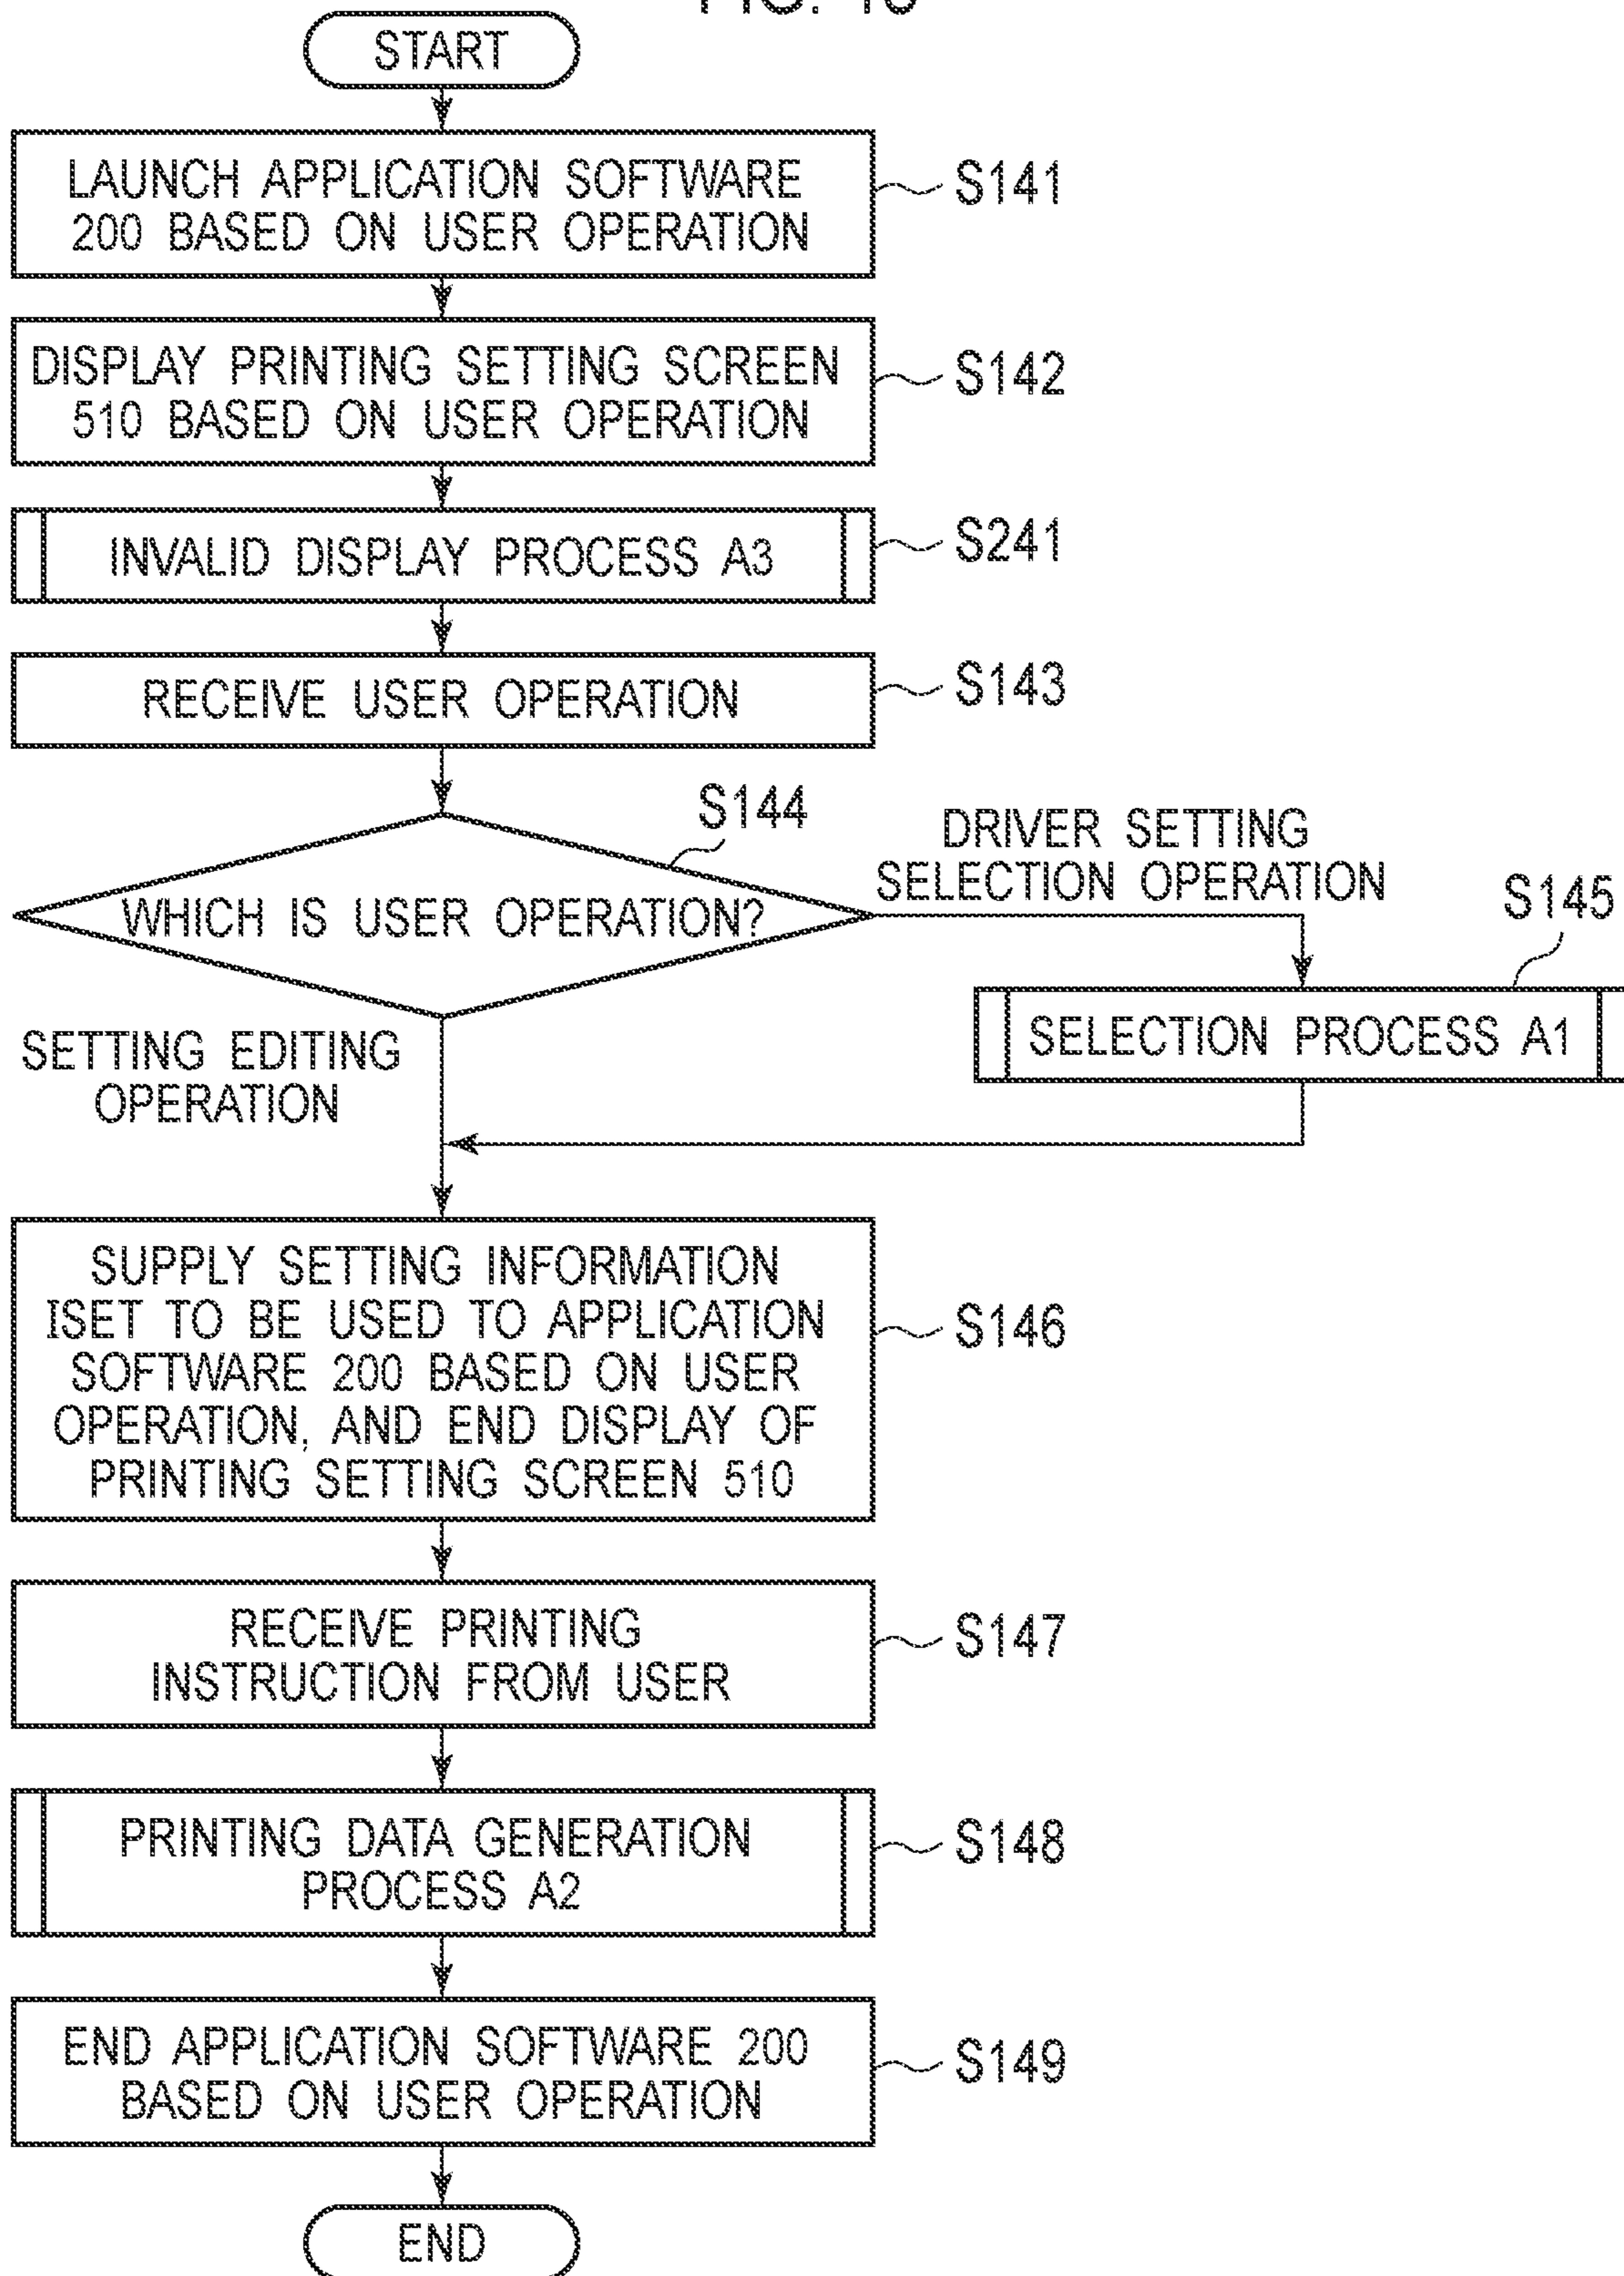 START
LAUNCH APPLICATION SOFTWARE
200 BASED ON USER OPERATION
S141
DISPLAY PRINTING SETTING SCREEN
510 BASED ON USER OPERATION
S142
INVALID DISPLAY PROCESS A3
S241
RECEIVE USER OPERATION
S143
S144
WHICH IS USER OPERATION?
DRIVER SETTING
SELECTION OPERATION
S145
SELECTION PROCESS A1
SETTING EDITING
OPERATION
SUPPLY SETTING INFORMATION
ISET TO BE USED TO APPLICATION
SOFTWARE 200 BASED ON USER
OPERATION, AND END DISPLAY OF
PRINTING SETTING SCREEN 510
S146
RECEIVE PRINTING
INSTRUCTION FROM USER
S147
PRINTING DATA GENERATION
PROCESS A2
S148
END APPLICATION SOFTWARE 200
BASED ON USER OPERATION
S149
END